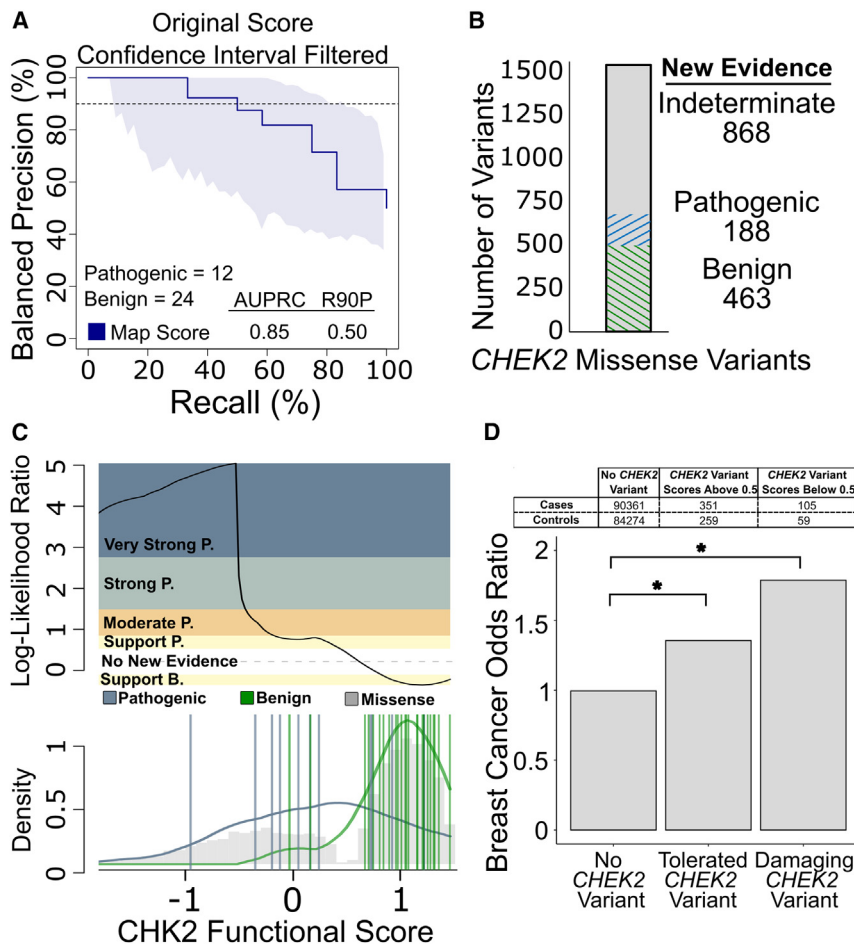 A
Original Score
Confidence Interval Filtered
Balanced Precision (%)
100
80
60
40
20
0
Pathogenic = 12
Benign = 24
AUPRC R90P
Map Score 0.85 0.50
0 20 40 60 80 100
Recall (%)
B
Number of Variants
1500
1250
1000
750
500
250
0
New Evidence
Indeterminate
868
Pathogenic
188
Benign
463
CHEK2 Missense Variants
C
Log-Likelihood Ratio
5
4
3
2
1
0
Very Strong P.
Strong P.
Moderate P.
Support P.
No New Evidence
Support B.
Pathogenic Benign Missense
Density
1
0.5
0
-1 0 1
CHK2 Functional Score
D
No CHEK2 Variant CHEK2 Variant Scores Above 0.5 CHEK2 Variant Scores Below 0.5
Cases 90361 351 105
Controls 84274 259 59
Breast Cancer Odds Ratio
2
1.5
1
0.5
0
*
*
No CHEK2 Variant
Tolerated CHEK2 Variant
Damaging CHEK2 Variant